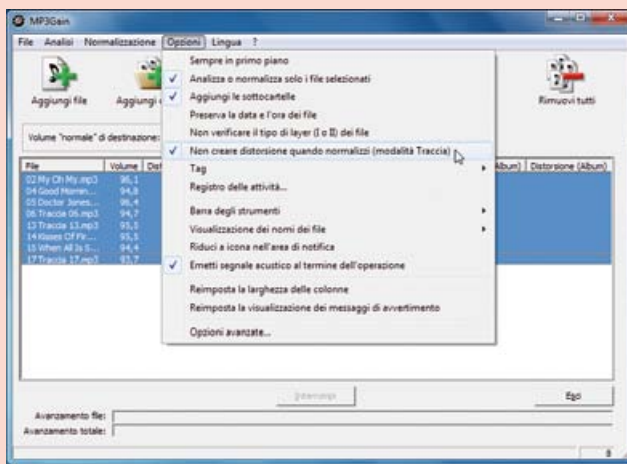 MP3Gain
File Analisi Normalizzazione Opzioni Lingua ?
Aggiungi file
Aggiungi
Rimuovi tutti
Volume "normale" di destinazione:
Sempre in primo piano
Analizza o normalizza solo i file selezionati
Aggiungi le sottocartelle
Preserva la data e l'ora dei file
Non verificare il tipo di layer (I o II) dei file
Non creare distorsione quando normalizzi (modalità Traccia)
Tag
Registro delle attività...
Barra degli strumenti
Visualizzazione dei nomi dei file
Riduci a icona nell'area di notifica
Emetti segnale acustico al termine dell'operazione
Reimposta la larghezza delle colonne
Reimposta la visualizzazione dei messaggi di avvertimento
Opzioni avanzate...
File Volume Dist Album) Distorsione (Album)
02 My Oh My.mp3 96,1
04 Good Mornin... 94,8
05 Doctor Jones... 96,4
06 Traccia 06.mp3 94,7
13 Traccia 13.mp3 95,5
14 Kisses Of Fir... 95,5
15 When All Is S... 94,4
17 Traccia 17.mp3 93,7
Interrompi
Esci
Avanzamento file:
Avanzamento totale:
8